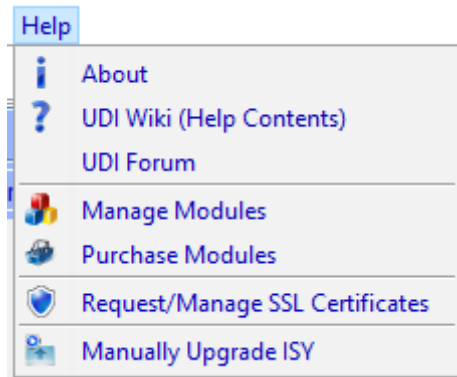 Help
About
UDI Wiki (Help Contents)
UDI Forum
Manage Modules
Purchase Modules
Request/Manage SSL Certificates
Manually Upgrade ISY